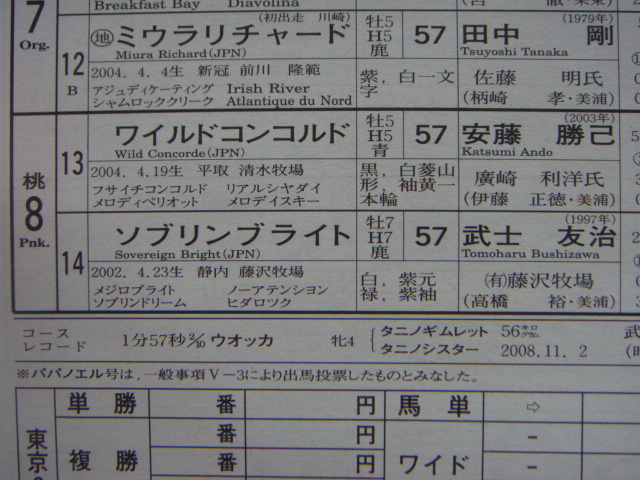 7
Org.
Breakfast Bay Diavolina
(初出走 川崎)
12
B
地 ミウラリチャード
Miura Richard(JPN)
牡5
H5
鹿
57
(1979年)
田中 剛
Tsuyoshi Tanaka
2004. 4. 4生 新冠 前川 隆範
アジュディケーティング Irish River
シャムロッククリーク Atlantique du Nord
紫，白一文
字
佐藤 明氏
(柄崎 孝・美浦)
桃
8
Pnk.
13
ワイルドコンコルド
Wild Concorde(JPN)
牡5
H5
青
57
(2003年)
安藤 勝己
Katsumi Ando
2004. 4.19生 平取 清水牧場
フサイチコンコルド リアルシヤダイ
メロディペリオット メロデイスキー
黒，白菱山
形，袖黄一
本輪
廣崎 利洋氏
(伊藤 正徳・美浦)
14
ソブリンブライト
Sovereign Bright(JPN)
牡7
H7
鹿
57
(1997年)
武士 友治
Tomoharu Bushizawa
2002. 4.23生 静内 藤沢牧場
メジロブライト ノーアテンション
ソブリンドリーム ヒダロツク
白，紫元
禄，紫袖
(有)藤沢牧場
(高橋 裕・美浦)
コース
レコード
1分57秒2/10 ウオッカ 牝4
タニノギムレット 56キログラム 武
タニノシスター 2008.11. 2
※パパノエル号は，一般事項Ⅴ－3により出馬投票したものとみなした。
東京
単勝 番 円 馬単 ⇨
番 円 －
複勝 番 円 ワイド －